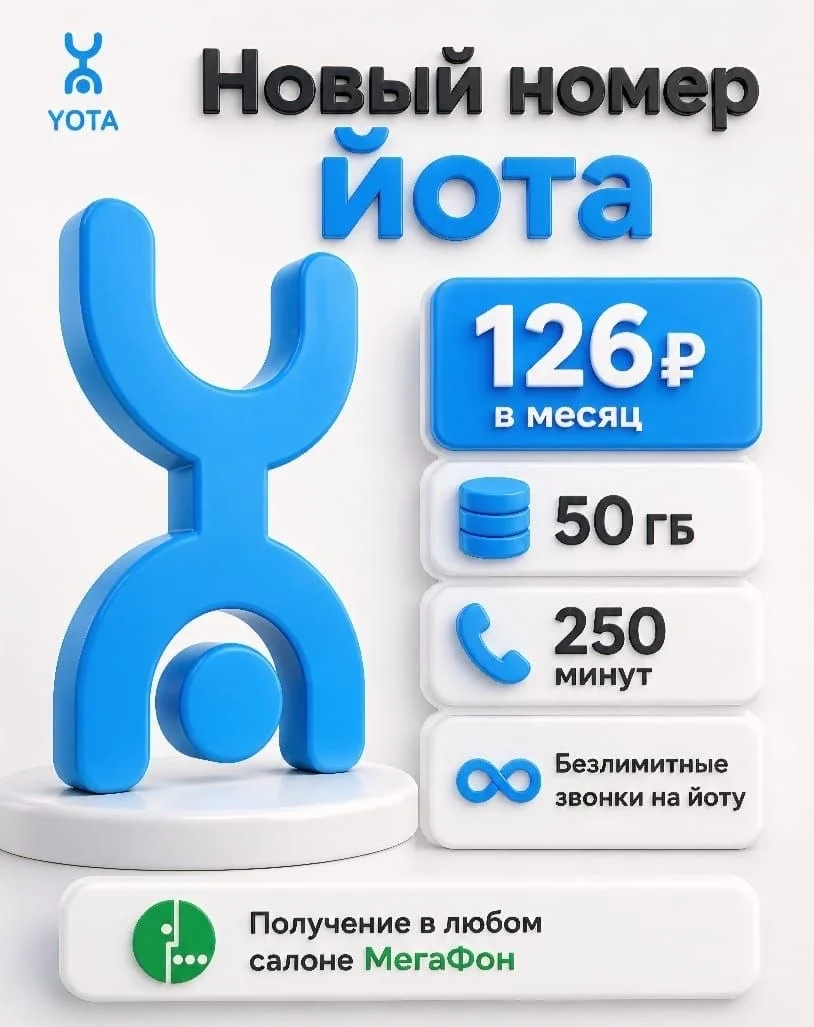 YOTA
Новый номер
йота
126₽
в месяц
50 ГБ
250
минут
Безлимитные
звонки на йоту
Получение в любом
салоне МегаФон